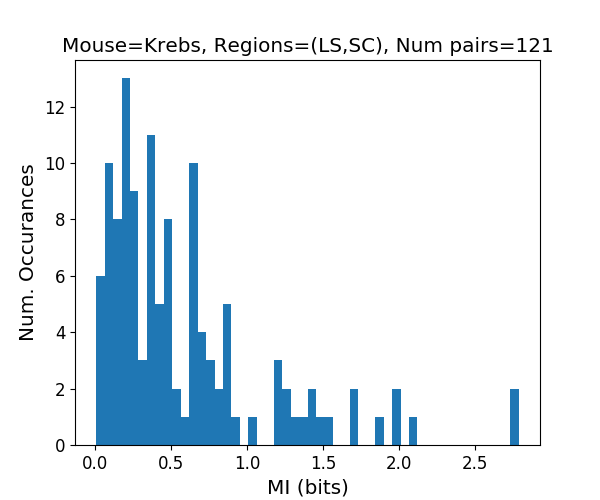 Mouse=Krebs, Regions=(LS,SC), Num pairs=121
Num. Occurances
12
10
8
6
4
2
0
0.0 0.5 1.0 1.5 2.0 2.5
MI (bits)